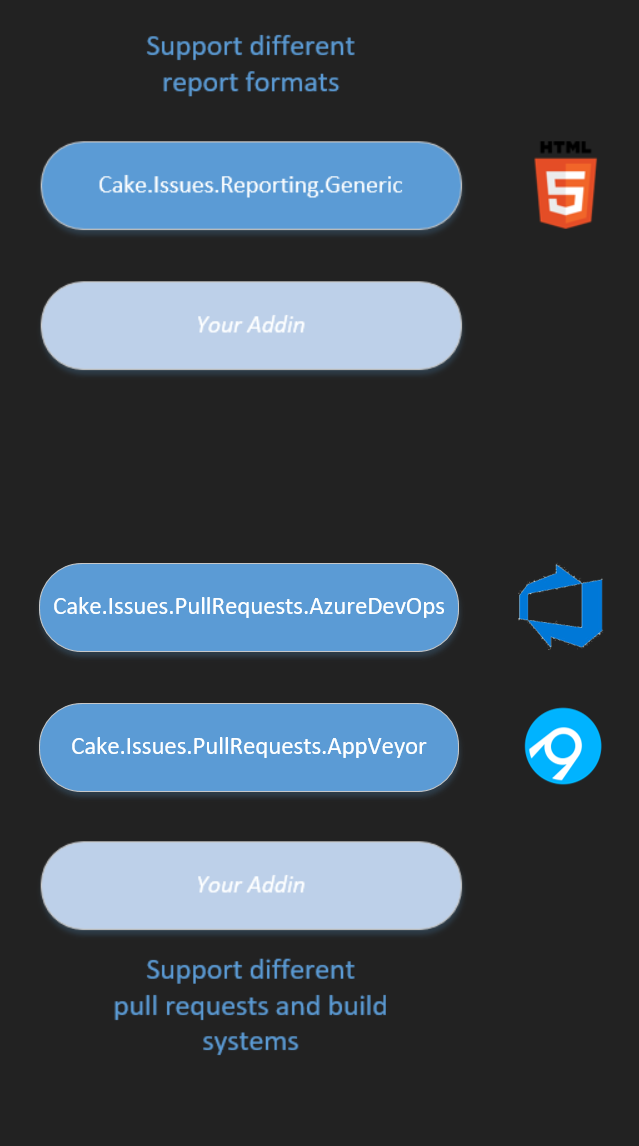 Support different
report formats
HTML
5
Cake.Issues.Reporting.Generic
Your Addin
Cake.Issues.PullRequests.AzureDevOps
Cake.Issues.PullRequests.AppVeyor
Your Addin
Support different
pull requests and build
systems